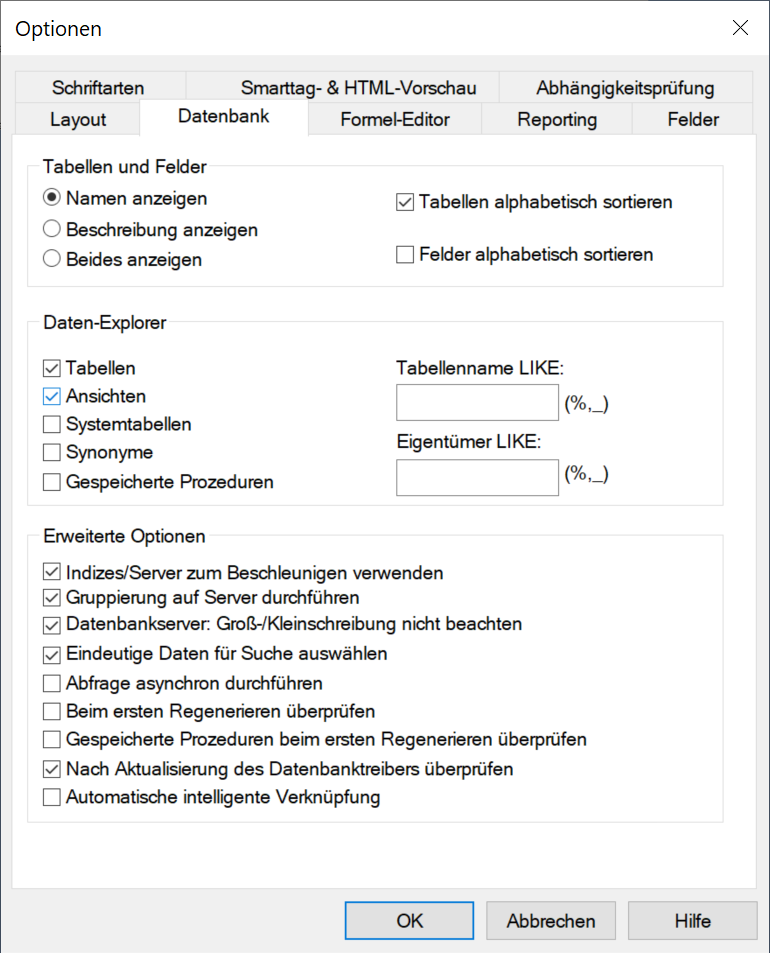 Optionen
Schriftarten Smarttag- & HTML-Vorschau Abhängigkeitsprüfung
Layout Datenbank Formel-Editor Reporting Felder
Tabellen und Felder
Namen anzeigen Tabellen alphabetisch sortieren
Beschreibung anzeigen
Beides anzeigen Felder alphabetisch sortieren
Daten-Explorer
Tabellen Tabellenname LIKE:
Ansichten (%,_)
Systemtabellen
Synonyme Eigentümer LIKE:
Gespeicherte Prozeduren (%,_)
Erweiterte Optionen
Indizes/Server zum Beschleunigen verwenden
Gruppierung auf Server durchführen
Datenbankserver: Groß-/Kleinschreibung nicht beachten
Eindeutige Daten für Suche auswählen
Abfrage asynchron durchführen
Beim ersten Regenerieren überprüfen
Gespeicherte Prozeduren beim ersten Regenerieren überprüfen
Nach Aktualisierung des Datenbanktreibers überprüfen
Automatische intelligente Verknüpfung
OK Abbrechen Hilfe